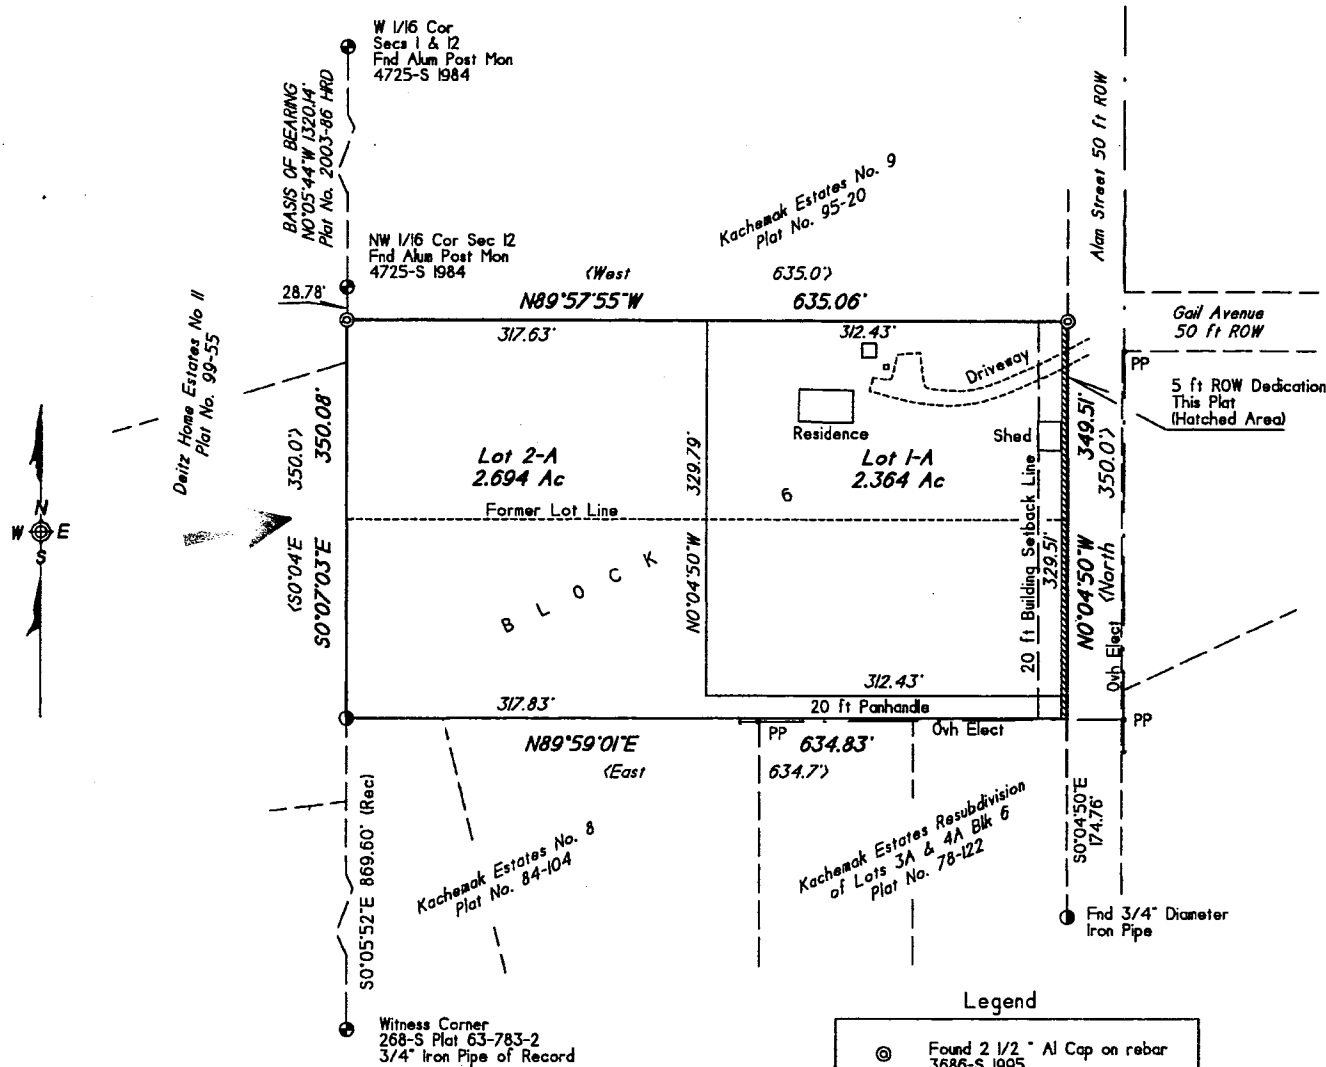 W 1/16 Cor
Secs 1 & 12
Fnd Alum Post Mon
4725-S 1984
BASIS OF BEARING
N0°05'44"W 1320.14'
Plat No. 2003-86 HRD
NW 1/16 Cor Sec 12
Fnd Alum Post Mon
4725-S 1984
28.78'
Kachemak Estates No. 9
Plat No. 95-20
Alan Street 50 ft ROW
(West 635.0')
N89°57'55"W 635.06'
317.63'
312.43'
Gail Avenue
50 ft ROW
PP
5 ft ROW Dedication
This Plat
(Hatched Area)
Deitz Home Estates No 11
Plat No. 99-55
Driveway
Residence
Shed
Lot 2-A
2.694 Ac
Lot 1-A
2.364 Ac
6
(S0°04'E 350.0')
S0°07'03"E 350.08'
N0°04'50"W 329.79'
20 ft Building Setback Line
329.51'
N0°04'50"W 349.51'
(North 350.0')
Former Lot Line
N
W E
S
BLOCK
Ovh Elect
312.43'
317.83'
20 ft Panhandle
PP
Ovh Elect
PP
N89°59'01"E 634.83'
(East 634.7')
S0°05'52"E 869.60' (Rec)
Kachemak Estates No. 8
Plat No. 84-104
Kachemak Estates Resubdivision
of Lots 3A & 4A Blk 6
Plat No. 78-122
S0°04'50"E
174.76'
Fnd 3/4" Diameter
Iron Pipe
Witness Corner
268-S Plat 63-783-2
3/4" Iron Pipe of Record
Legend
Found 2 1/2 " Al Cap on rebar
3686-S 1995